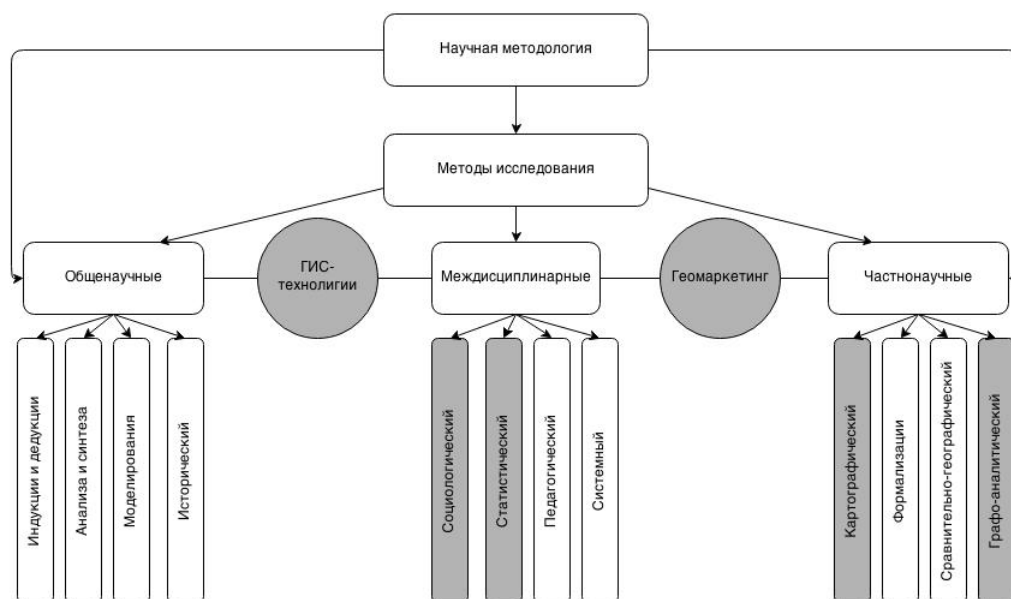 Научная методология
Методы исследования
Общенаучные
ГИС-
технолигии
Междисциплинарные
Геомаркетинг
Частнонаучные
Индукции и дедукции
Анализа и синтеза
Моделирования
Исторический
Социологический
Статистический
Педагогический
Системный
Картографический
Формализации
Сравнительно-географический
Графо-аналитический